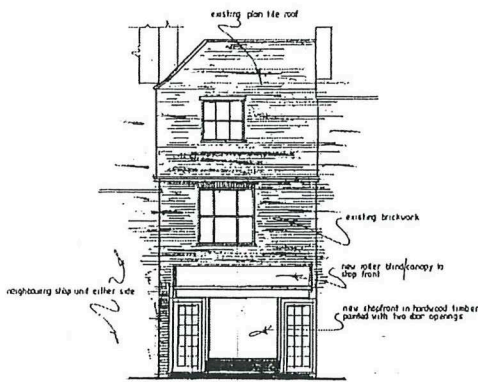 existing plan tile roof
existing brickwork
new roller blind/canopy to
shop front
neighbouring shop unit either side
new shopfront in hardwood timber
painted with two door openings